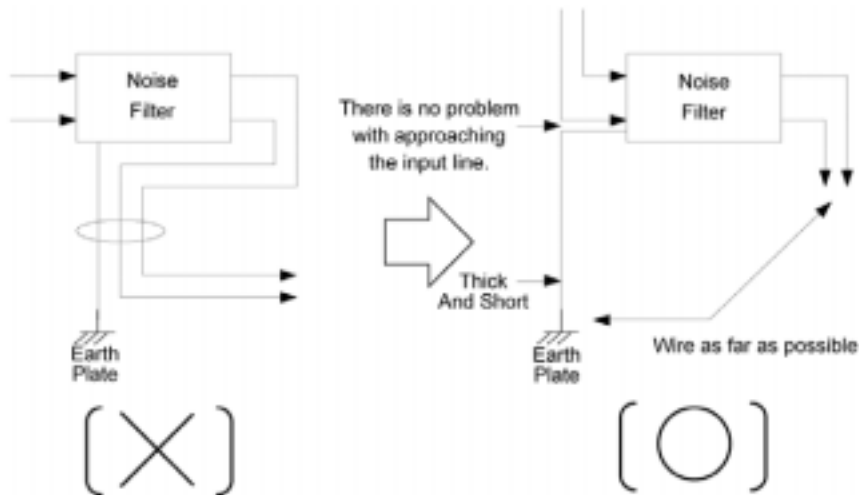 Noise
Filter
Earth
Plate
There is no problem
with approaching
the input line.
Thick
And Short
Noise
Filter
Earth
Plate
Wire as far as possible